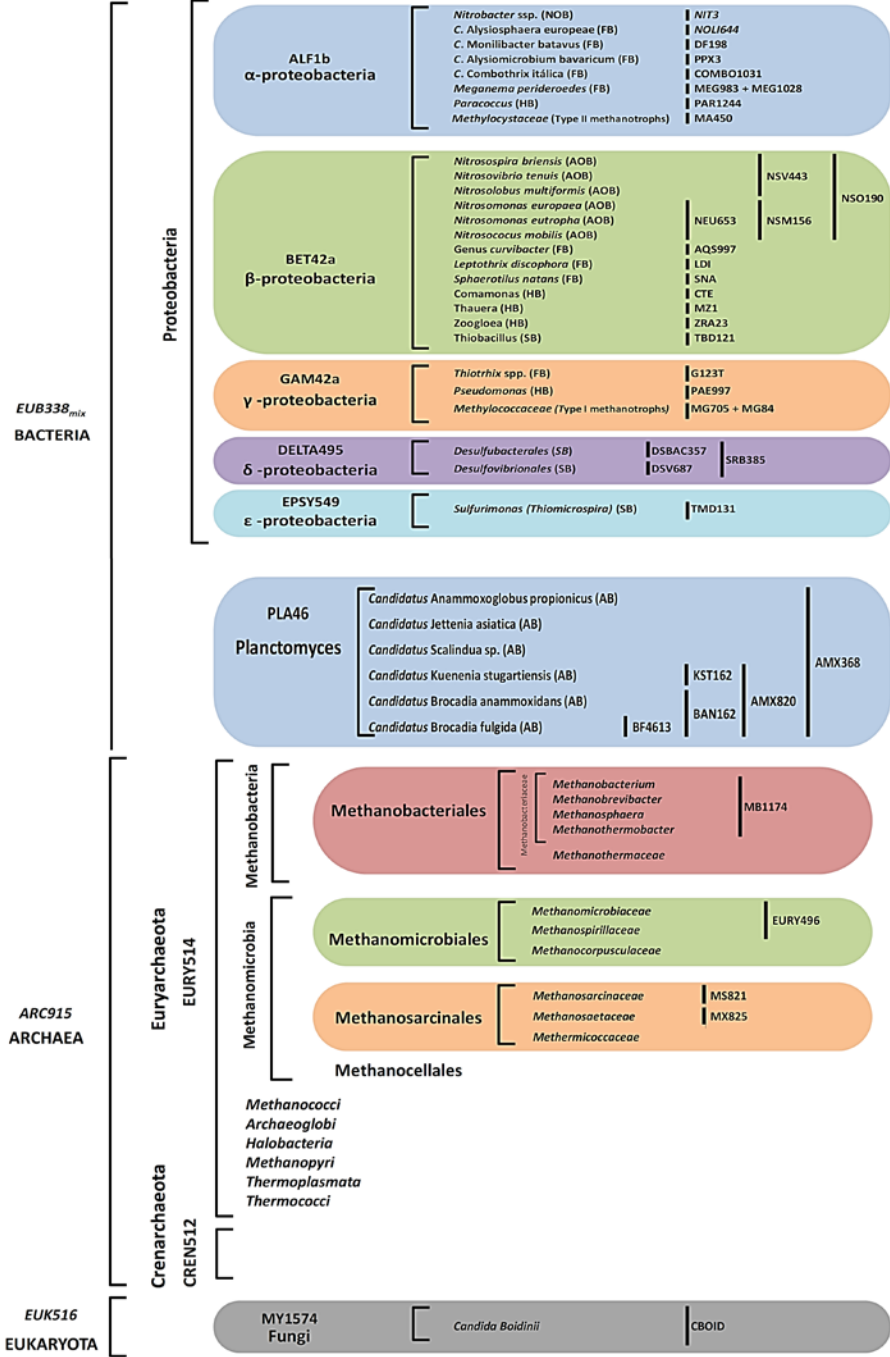 EUB338mix
BACTERIA
Proteobacteria
ALF1b
α-proteobacteria
Nitrobacter ssp. (NOB) NIT3
C. Alysiosphaera europeae (FB) NOLI644
C. Monilibacter batavus (FB) DF198
C. Alysiomicrobium bavaricum (FB) PPX3
C. Combothrix itálica (FB) COMBO1031
Meganema perideroedes (FB) MEG983 + MEG1028
Paracoccus (HB) PAR1244
Methylocystaceae (Type II methanotrophs) MA450
BET42a
β-proteobacteria
Nitrosospira briensis (AOB)
Nitrosovibrio tenuis (AOB) NSV443
Nitrosolobus multiformis (AOB) NSO190
Nitrosomonas europaea (AOB)
Nitrosomonas eutropha (AOB) NEU653 NSM156
Nitrosococus mobilis (AOB)
Genus curvibacter (FB) AQS997
Leptothrix discophora (FB) LDI
Sphaerotilus natans (FB) SNA
Comamonas (HB) CTE
Thauera (HB) MZ1
Zoogloea (HB) ZRA23
Thiobacillus (SB) TBD121
GAM42a
γ -proteobacteria
Thiotrhix spp. (FB) G123T
Pseudomonas (HB) PAE997
Methylococcaceae (Type I methanotrophs) MG705 + MG84
DELTA495
δ -proteobacteria
Desulfubacterales (SB) DSBAC357
Desulfovibrionales (SB) DSV687
SRB385
EPSY549
ε -proteobacteria
Sulfurimonas (Thiomicrospira) (SB) TMD131
PLA46
Planctomyces
Candidatus Anammoxoglobus propionicus (AB)
Candidatus Jettenia asiatica (AB)
Candidatus Scalindua sp. (AB)
Candidatus Kuenenia stugartiensis (AB) KST162
Candidatus Brocadia anammoxidans (AB) BAN162
Candidatus Brocadia fulgida (AB) BF4613
AMX820
AMX368
ARC915
ARCHAEA
Euryarchaeota
EURY514
Methanobacteria
Methanobacteriales
Methanobacteriaceae
Methanobacterium
Methanobrevibacter
Methanosphaera
Methanothermobacter
MB1174
Methanothermaceae
Methanomicrobia
Methanomicrobiales
Methanomicrobiaceae
Methanospirillaceae
Methanocorpusculaceae
EURY496
Methanosarcinales
Methanosarcinaceae MS821
Methanosaetaceae MX825
Methermicoccaceae
Methanocellales
Methanococci
Archaeoglobi
Halobacteria
Methanopyri
Thermoplasmata
Thermococci
Crenarchaeota
CREN512
EUK516
EUKARYOTA
MY1574
Fungi
Candida Boidinii CBOID